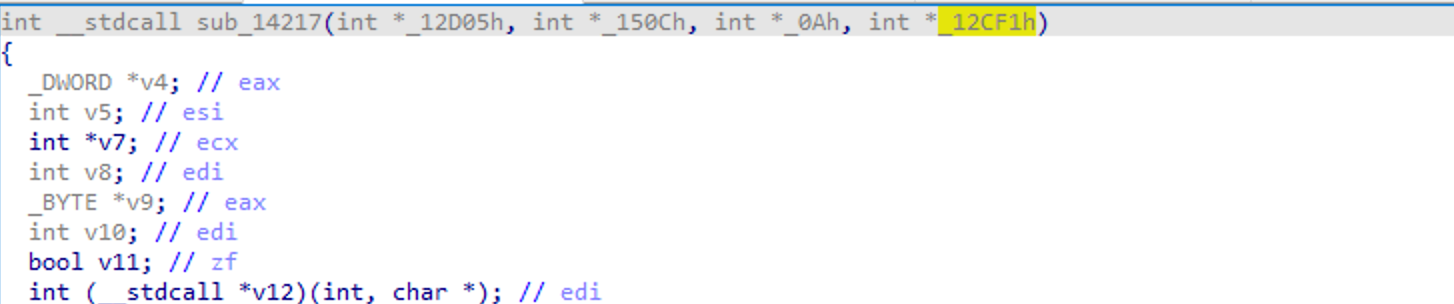 int __stdcall sub_14217(int *_12D05h, int *_150Ch, int *_0Ah, int *_12CF1h)
{
_DWORD *v4; // eax
int v5; // esi
int *v7; // ecx
int v8; // edi
_BYTE *v9; // eax
int v10; // edi
bool v11; // zf
int (__stdcall *v12)(int, char *); // edi